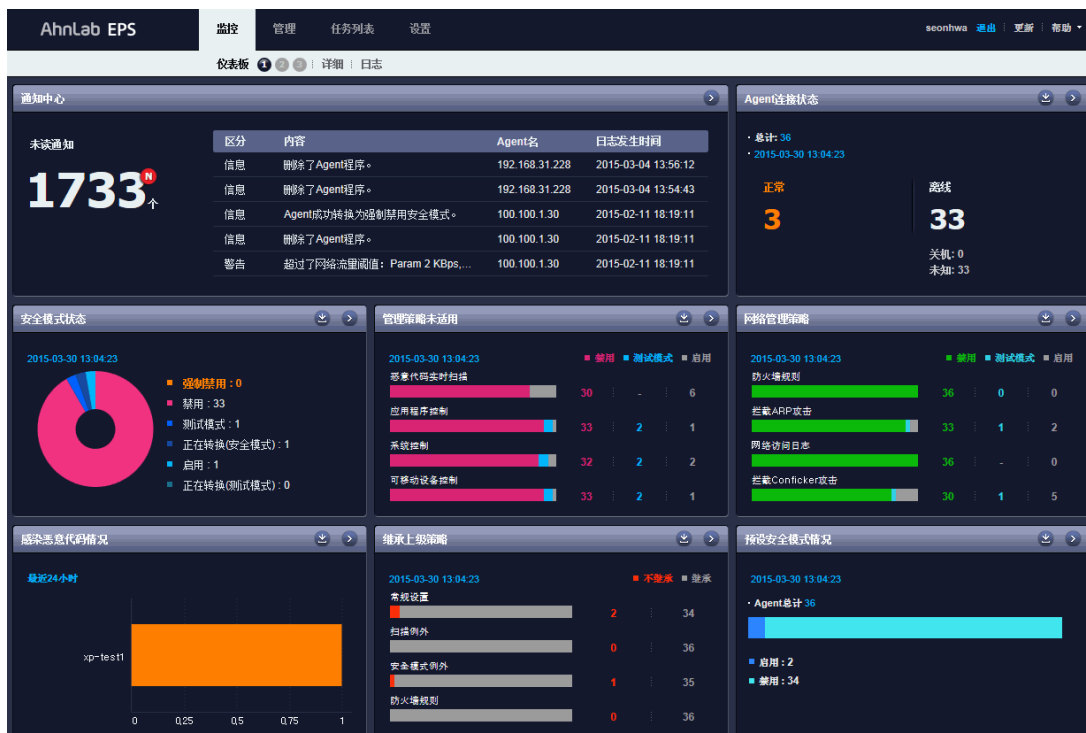 AhnLab EPS 监控 管理 任务列表 设置 seonhwa 退出 更新 帮助
仪表板 1 2 3 详细 日志
通知中心
未读通知
1733 N 个
区分 内容 Agent名 日志发生时间
信息 删除了Agent程序。 192.168.31.228 2015-03-04 13:56:12
信息 删除了Agent程序。 192.168.31.228 2015-03-04 13:54:43
信息 Agent成功转换为强制禁用安全模式。 100.100.1.30 2015-02-11 18:19:11
信息 删除了Agent程序。 100.100.1.30 2015-02-11 18:19:11
警告 超过了网络流里阈值：Param 2 KBps,... 100.100.1.30 2015-02-11 18:19:11
Agent连接状态
· 总计: 36
· 2015-03-30 13:04:23
正常 离线
3 33
关机: 0
未知: 33
安全模式状态
2015-03-30 13:04:23
强制禁用 : 0
禁用 : 33
测试模式 : 1
正在转换(安全模式) : 1
启用 : 1
正在转换(测试模式) : 0
管理策略未适用
2015-03-30 13:04:23 禁用 测试模式 启用
恶意代码实时扫描
30 - 6
应用程序控制
33 2 1
系统控制
32 2 2
可移动设备控制
33 2 1
网络管理策略
2015-03-30 13:04:23 禁用 测试模式 启用
防火墙规则
36 0 0
拦截ARP攻击
33 1 2
网络访问日志
36 - 0
拦截Conficker攻击
30 1 5
感染恶意代码情况
最近24小时
xp-test1
0 0,25 0,5 0,75 1
继承上级策略
2015-03-30 13:04:23 不继承 继承
常规设置
2 34
扫描例外
0 36
安全模式例外
1 35
防火墙规则
0 36
预设安全模式情况
2015-03-30 13:04:23
· Agent总计 36
启用 : 2
禁用 : 34